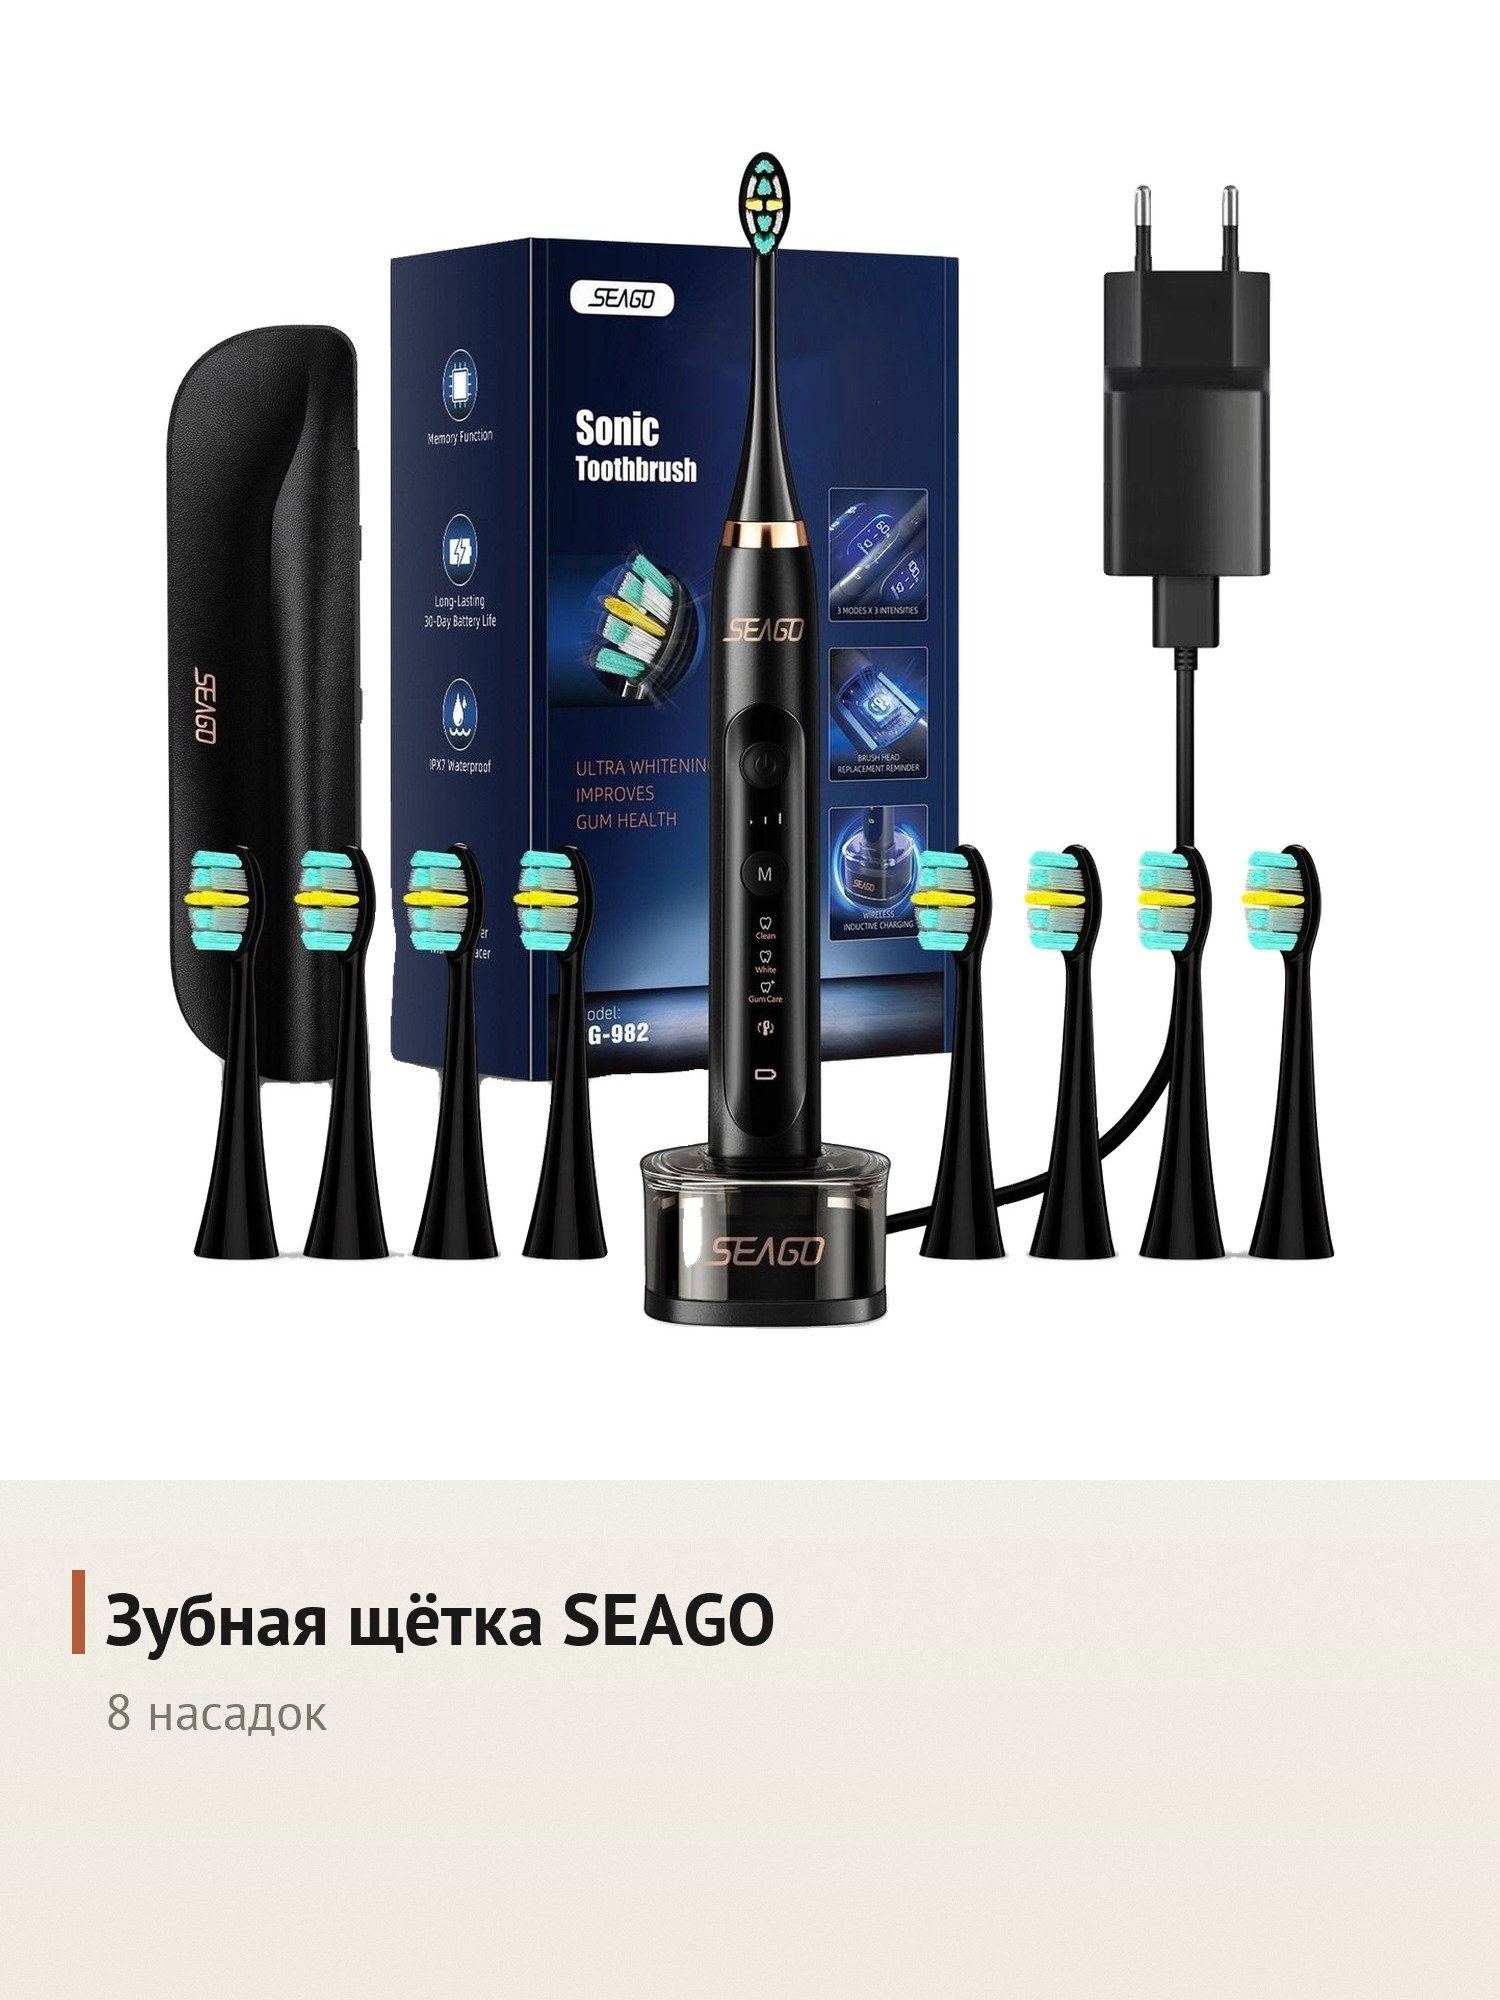 SEAGO
Sonic
Toothbrush
Memory Function
Long-Lasting
30-Day Battery Life
IPX7 Waterproof
SEAGO
ULTRA WHITENING
IMPROVES
GUM HEALTH
3 MODES X 3 INTENSITIES
BRUSH HEAD
REPLACEMENT REMINDER
SEAGO
WIRELESS
INDUCTIVE CHARGING
odel:
G-982
SEAGO
M
Clean
White
Gum Care
SEAGO
Зубная щётка SEAGO
8 насадок